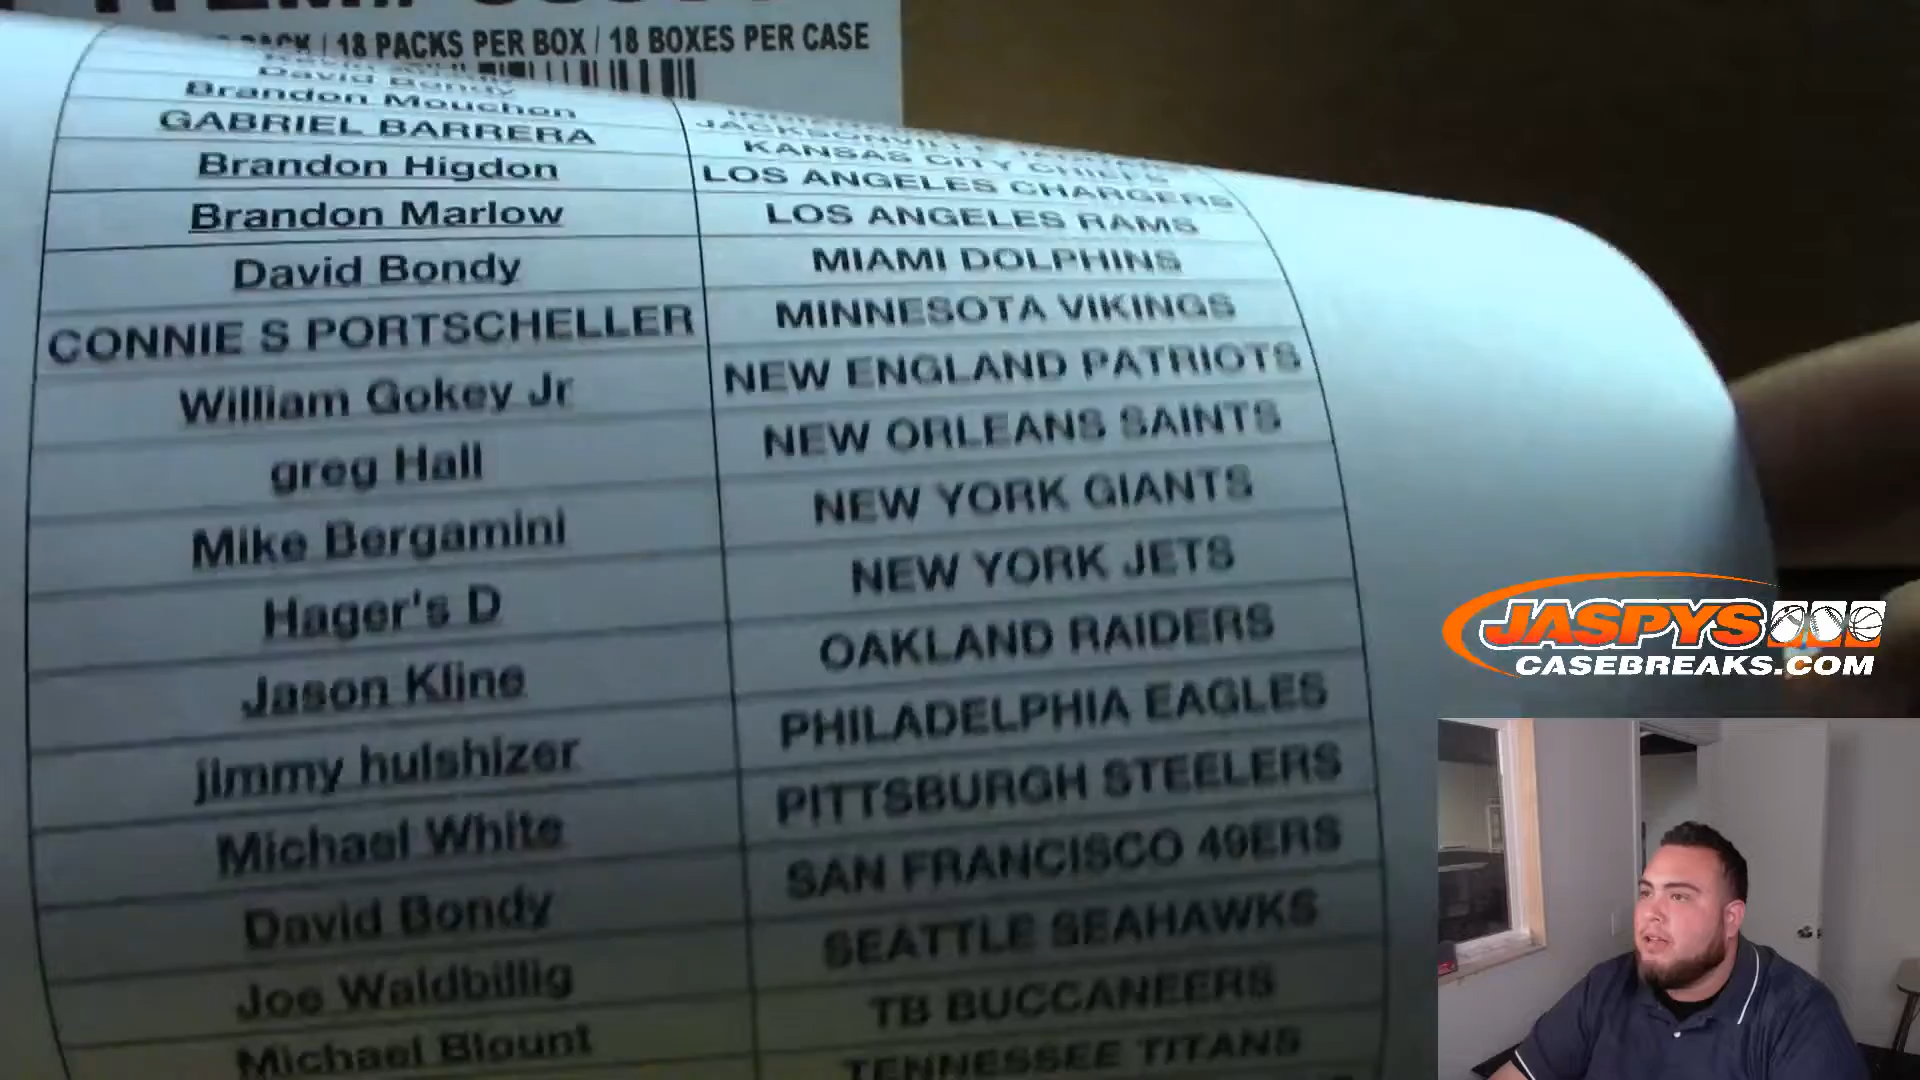 18 PACKS PER BOX / 18 BOXES PER CASE
David Bondy
Brandon Mouchon
GABRIEL BARRERA KANSAS CITY CHIEFS
Brandon Higdon LOS ANGELES CHARGERS
Brandon Marlow LOS ANGELES RAMS
David Bondy MIAMI DOLPHINS
CONNIE S PORTSCHELLER MINNESOTA VIKINGS
William Gokey Jr NEW ENGLAND PATRIOTS
greg Hall NEW ORLEANS SAINTS
Mike Bergamini NEW YORK GIANTS
Hager's D NEW YORK JETS
Jason Kline OAKLAND RAIDERS
jimmy hulshizer PHILADELPHIA EAGLES
Michael White PITTSBURGH STEELERS
David Bondy SAN FRANCISCO 49ERS
Joe Waldbillig SEATTLE SEAHAWKS
Michael Blount TB BUCCANEERS
TENNESSEE TITANS
JASPYS
CASEBREAKS.COM